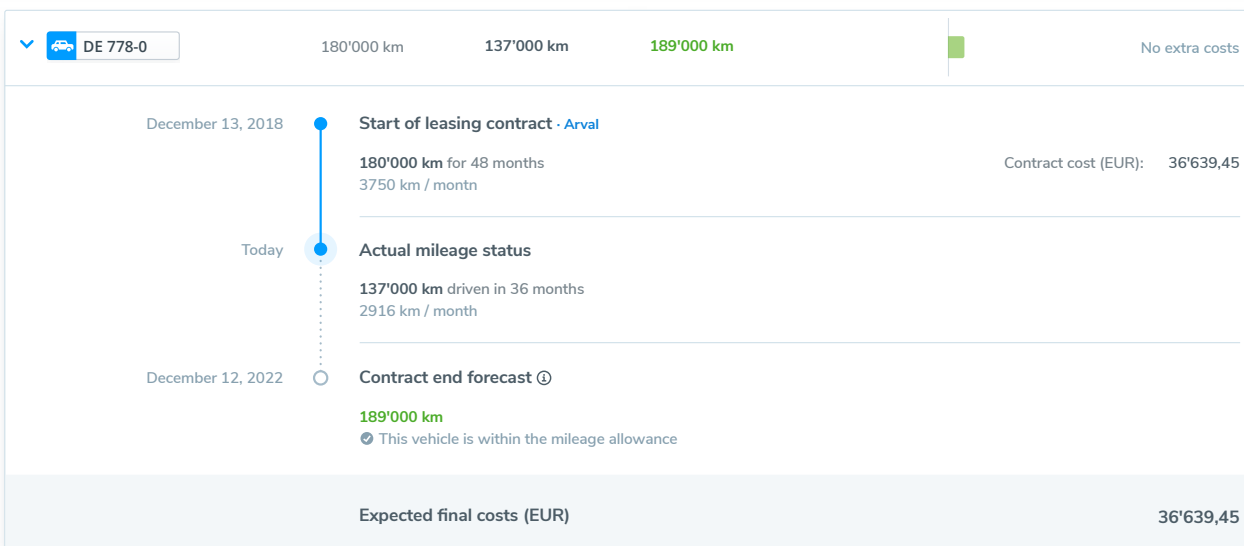 DE 778-0 180'000 km 137'000 km 189'000 km No extra costs
December 13, 2018 Start of leasing contract · Arval
180'000 km for 48 months Contract cost (EUR): 36'639,45
3750 km / montn
Today Actual mileage status
137'000 km driven in 36 months
2916 km / month
December 12, 2022 Contract end forecast
189'000 km
This vehicle is within the mileage allowance
Expected final costs (EUR) 36'639,45